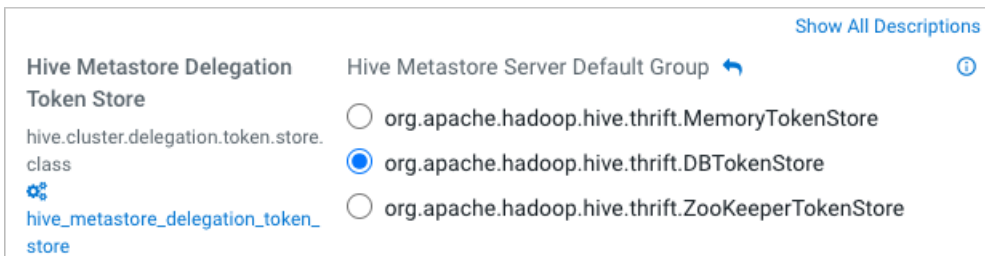 Show All Descriptions
Hive Metastore Delegation
Token Store
hive.cluster.delegation.token.store.
class
hive_metastore_delegation_token_
store
Hive Metastore Server Default Group
org.apache.hadoop.hive.thrift.MemoryTokenStore
org.apache.hadoop.hive.thrift.DBTokenStore
org.apache.hadoop.hive.thrift.ZooKeeperTokenStore